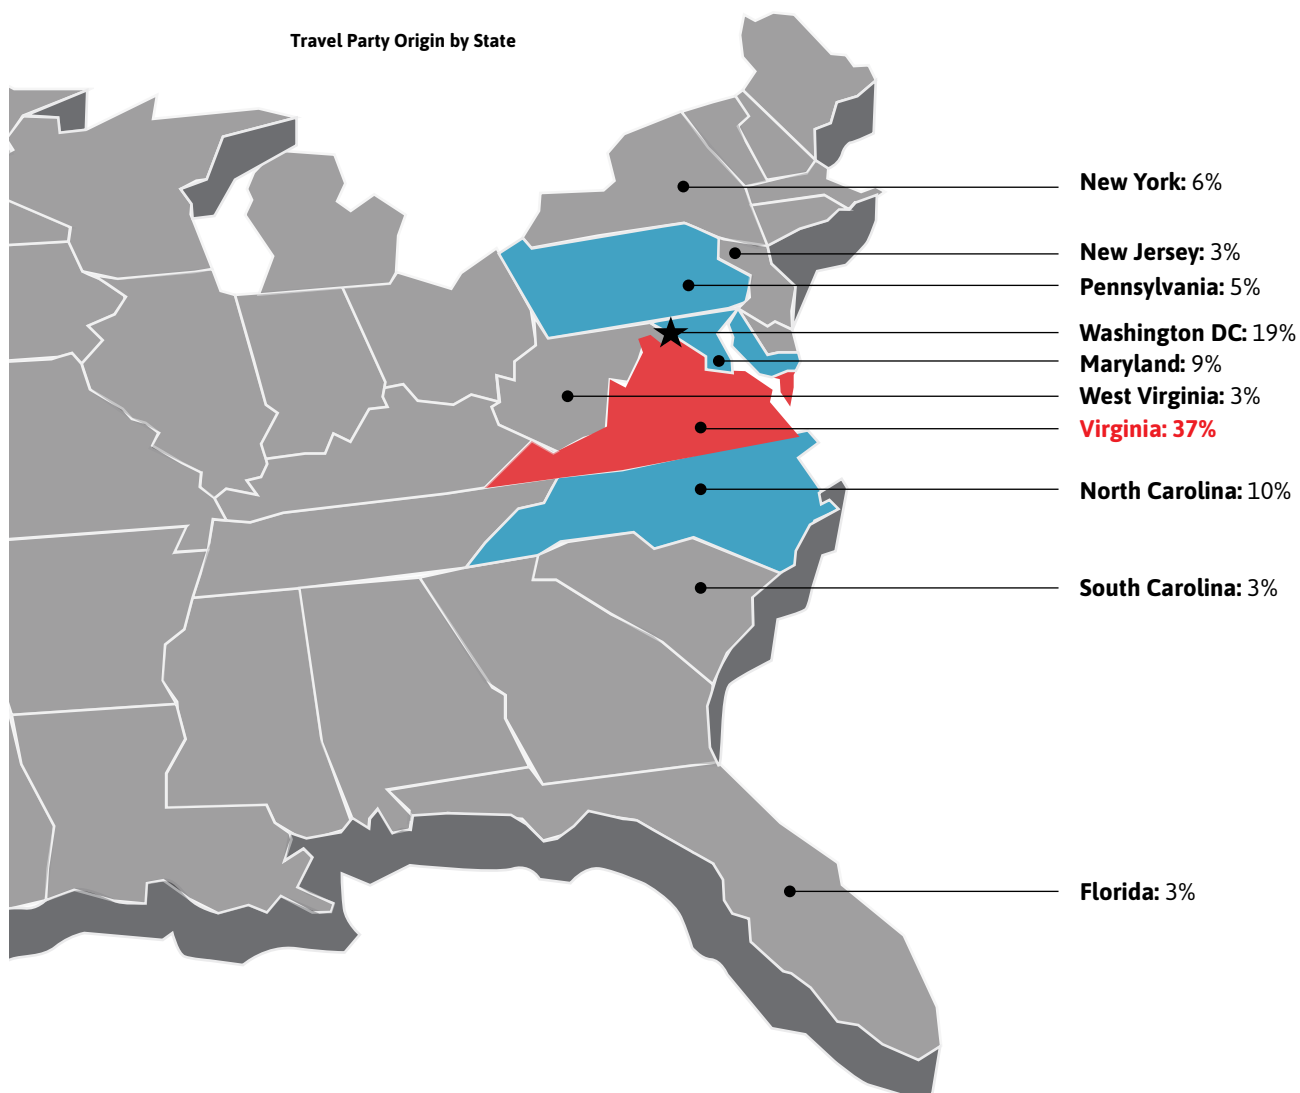 Travel Party Origin by State
New York: 6%
New Jersey: 3%
Pennsylvania: 5%
Washington DC: 19%
Maryland: 9%
West Virginia: 3%
Virginia: 37%
North Carolina: 10%
South Carolina: 3%
Florida: 3%